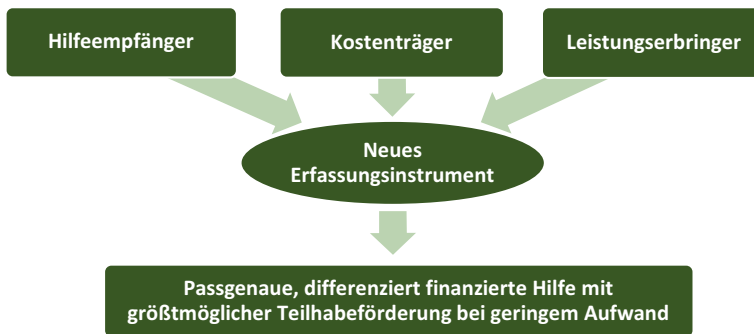 Hilfeempfänger
Kostenträger
Leistungserbringer
Neues
Erfassungsinstrument
Passgenaue, differenziert finanzierte Hilfe mit
größtmöglicher Teilhabeförderung bei geringem Aufwand